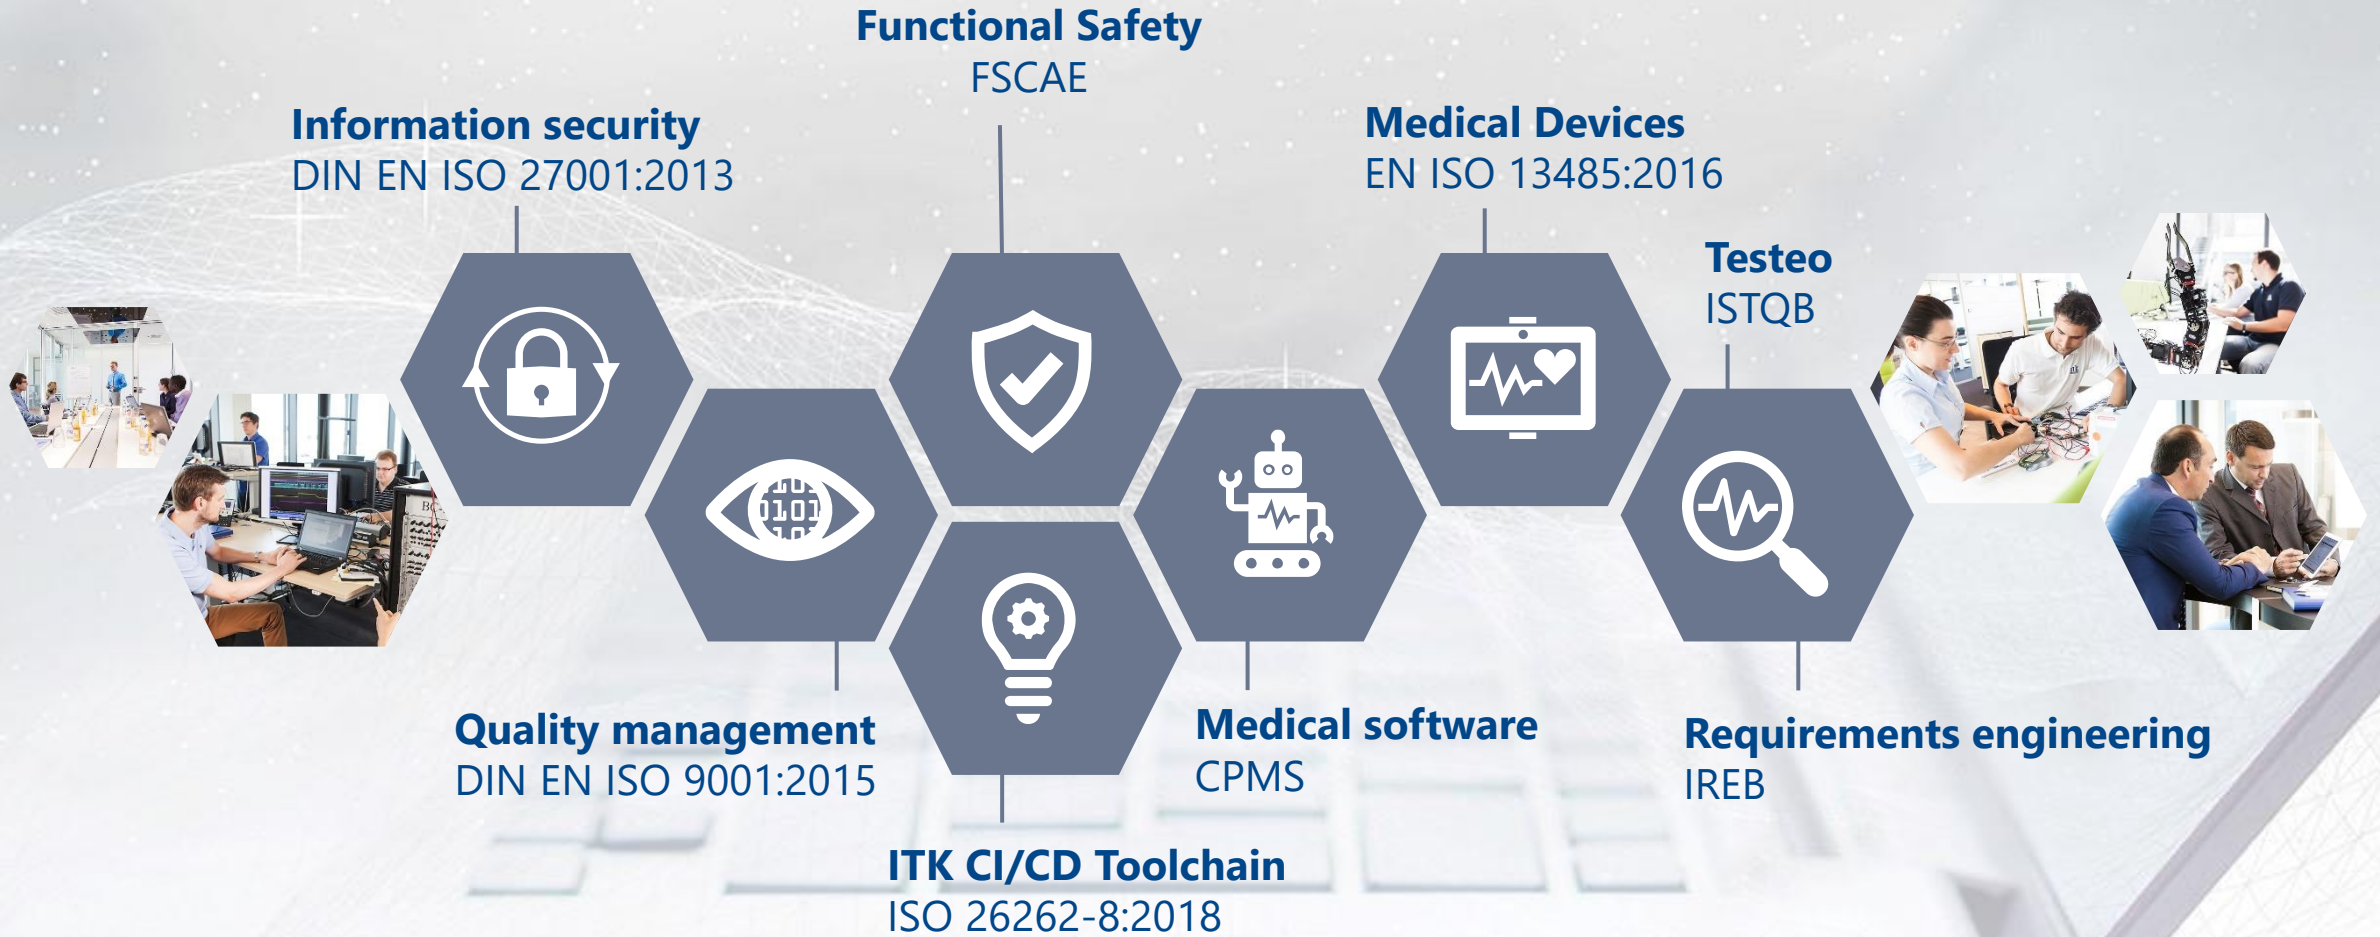 Functional Safety
FSCAE
Information security
DIN EN ISO 27001:2013
Medical Devices
EN ISO 13485:2016
Testeo
ISTQB
Quality management
DIN EN ISO 9001:2015
Medical software
CPMS
Requirements engineering
IREB
ITK CI/CD Toolchain
ISO 26262-8:2018